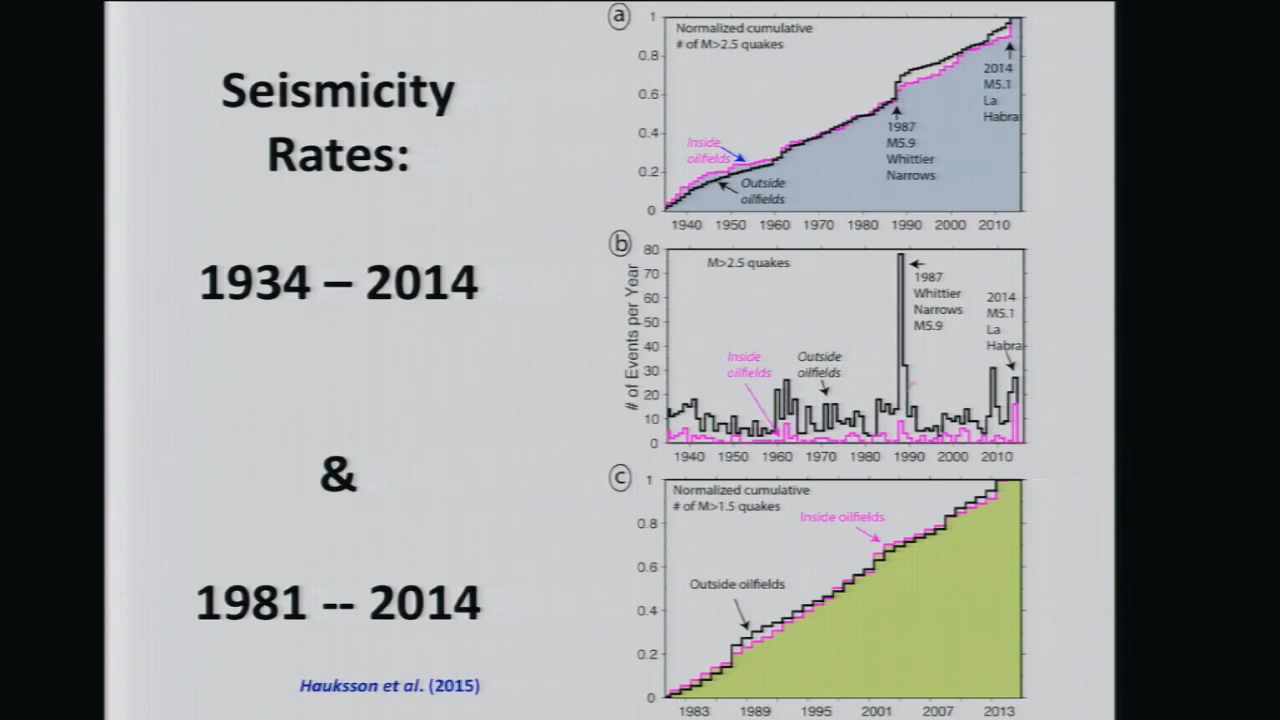 Seismicity
Rates:
1934 – 2014
&
1981 -- 2014
Hauksson et al. (2015)
a
Normalized cumulative
# of M>2.5 quakes
1
0.8
0.6
0.4
0.2
0
Inside
oilfields
Outside
oilfields
1987
M5.9
Whittier
Narrows
2014
M5.1
La
Habra
1940 1950 1960 1970 1980 1990 2000 2010
b
M>2.5 quakes
# of Events per Year
80
70
60
50
40
30
20
10
0
Inside
oilfields
Outside
oilfields
1987
Whittier
Narrows
M5.9
2014
M5.1
La
Habra
1940 1950 1960 1970 1980 1990 2000 2010
c
Normalized cumulative
# of M>1.5 quakes
1
0.8
0.6
0.4
0.2
0
Inside oilfields
Outside oilfields
1983 1989 1995 2001 2007 2013